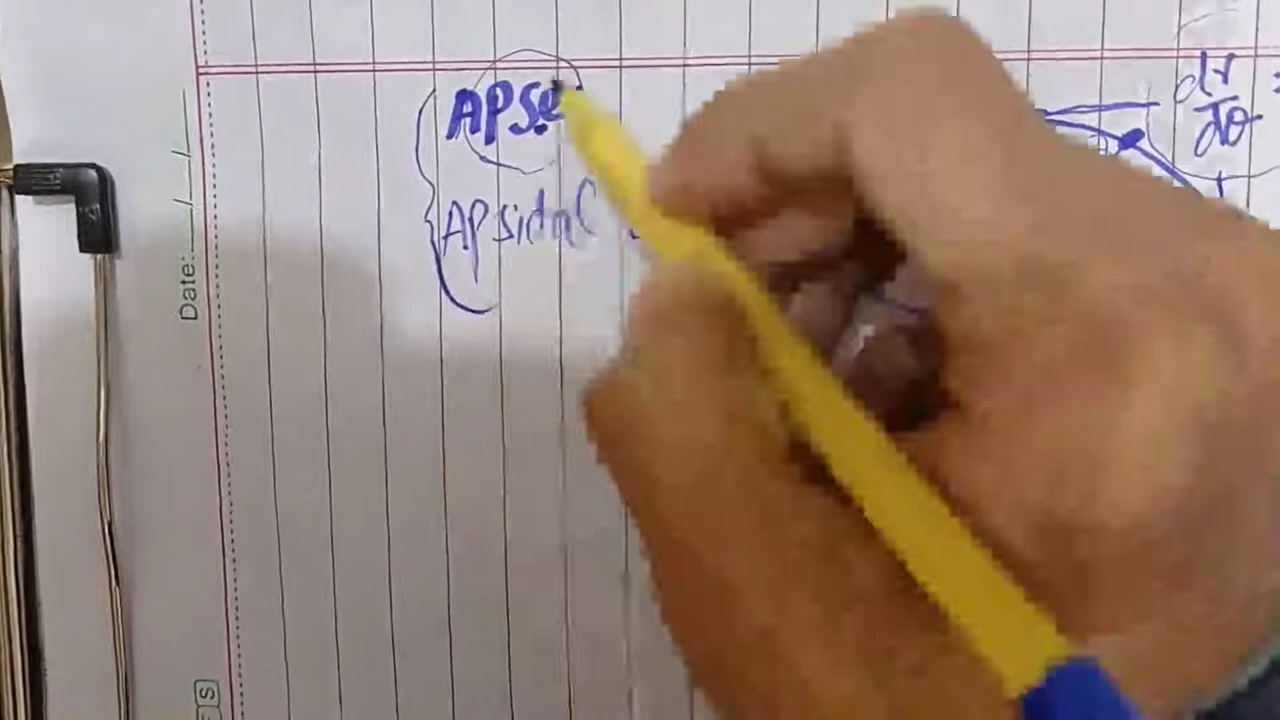 APse
Apsidal
dr
dθ
Date: / /